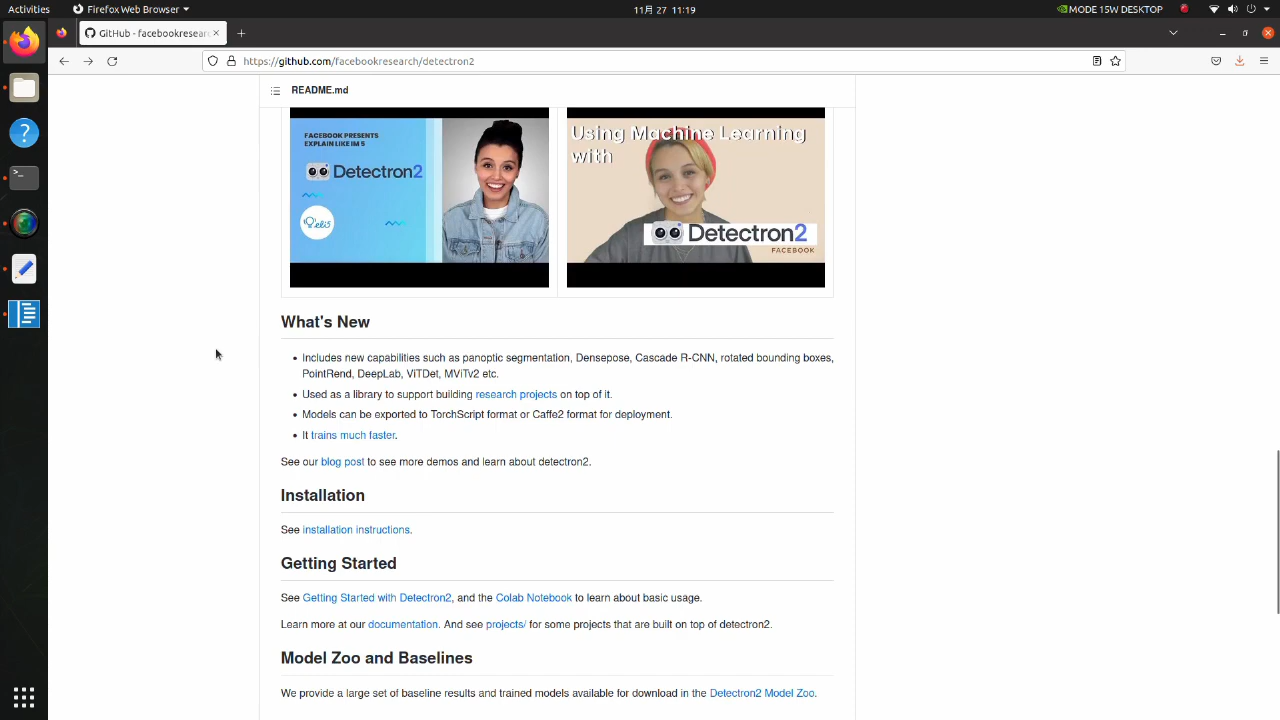 Activities
Firefox Web Browser
11月 27 11:19
MODE 15W DESKTOP
GitHub - facebookresear
https://github.com/facebookresearch/detectron2
README.md
FACEBOOK PRESENTS
EXPLAIN LIKE IM 5
Detectron2
eli5
Using Machine Learning
with
Detectron2
FACEBOOK
What's New
Includes new capabilities such as panoptic segmentation, Densepose, Cascade R-CNN, rotated bounding boxes,
PointRend, DeepLab, ViTDet, MViTv2 etc.
Used as a library to support building research projects on top of it.
Models can be exported to TorchScript format or Caffe2 format for deployment.
It trains much faster.
See our blog post to see more demos and learn about detectron2.
Installation
See installation instructions.
Getting Started
See Getting Started with Detectron2, and the Colab Notebook to learn about basic usage.
Learn more at our documentation. And see projects/ for some projects that are built on top of detectron2.
Model Zoo and Baselines
We provide a large set of baseline results and trained models available for download in the Detectron2 Model Zoo.